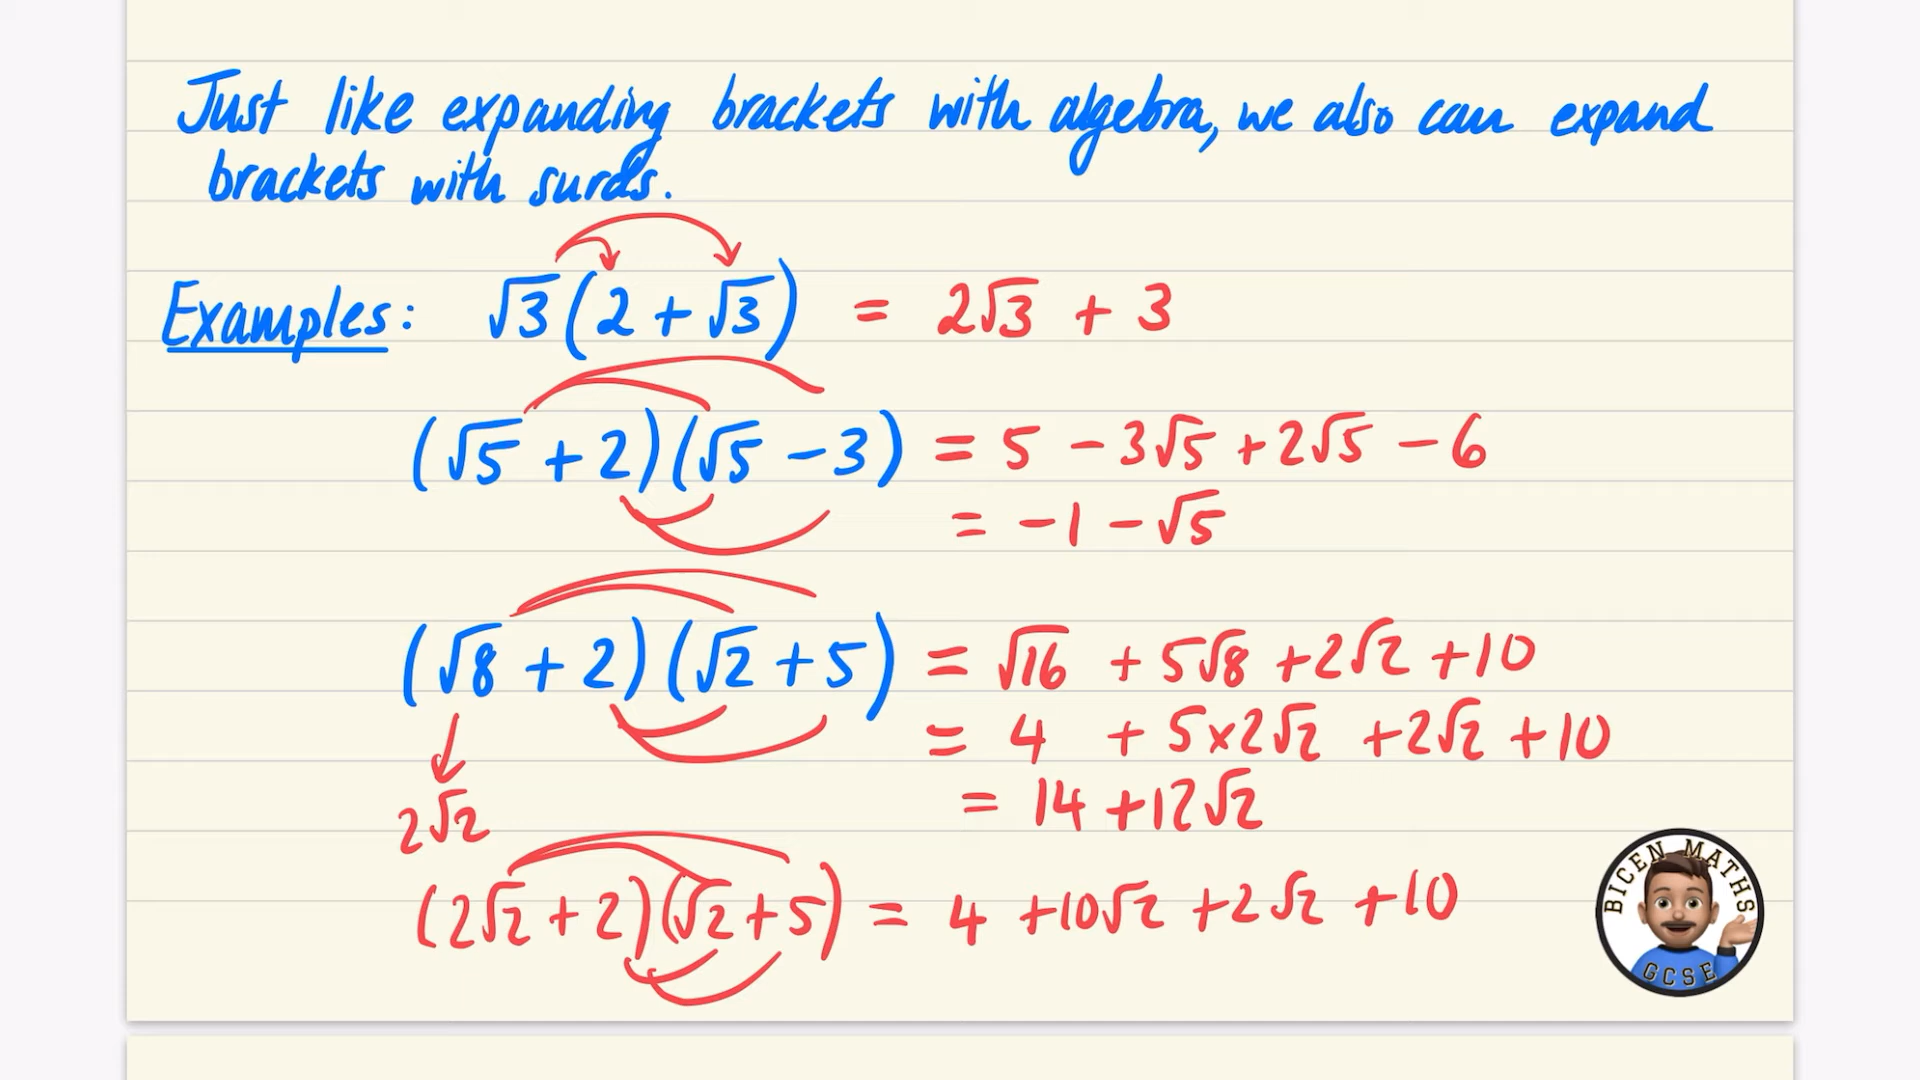 Just like expanding brackets with algebra, we also can expand
brackets with surds.
Examples: √3(2 + √3) = 2√3 + 3
(√5 + 2)(√5 - 3) = 5 - 3√5 + 2√5 - 6
= -1 - √5
(√8 + 2)(√2 + 5) = √16 + 5√8 + 2√2 + 10
= 4 + 5×2√2 + 2√2 + 10
2√2
= 14 + 12√2
(2√2 + 2)(√2 + 5) = 4 + 10√2 + 2√2 + 10
BICEN MATHS
GCSE